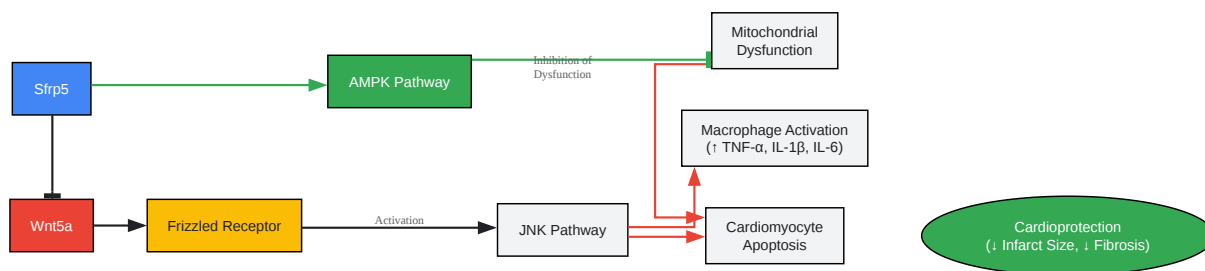 Mitochondrial
Dysfunction
Inhibition of
Dysfunction
AMPK Pathway
Sfrp5
Macrophage Activation
(↑ TNF-α, IL-1β, IL-6)
Wnt5a
Frizzled Receptor
Activation
JNK Pathway
Cardiomyocyte
Apoptosis
Cardioprotection
(↓ Infarct Size, ↓ Fibrosis)